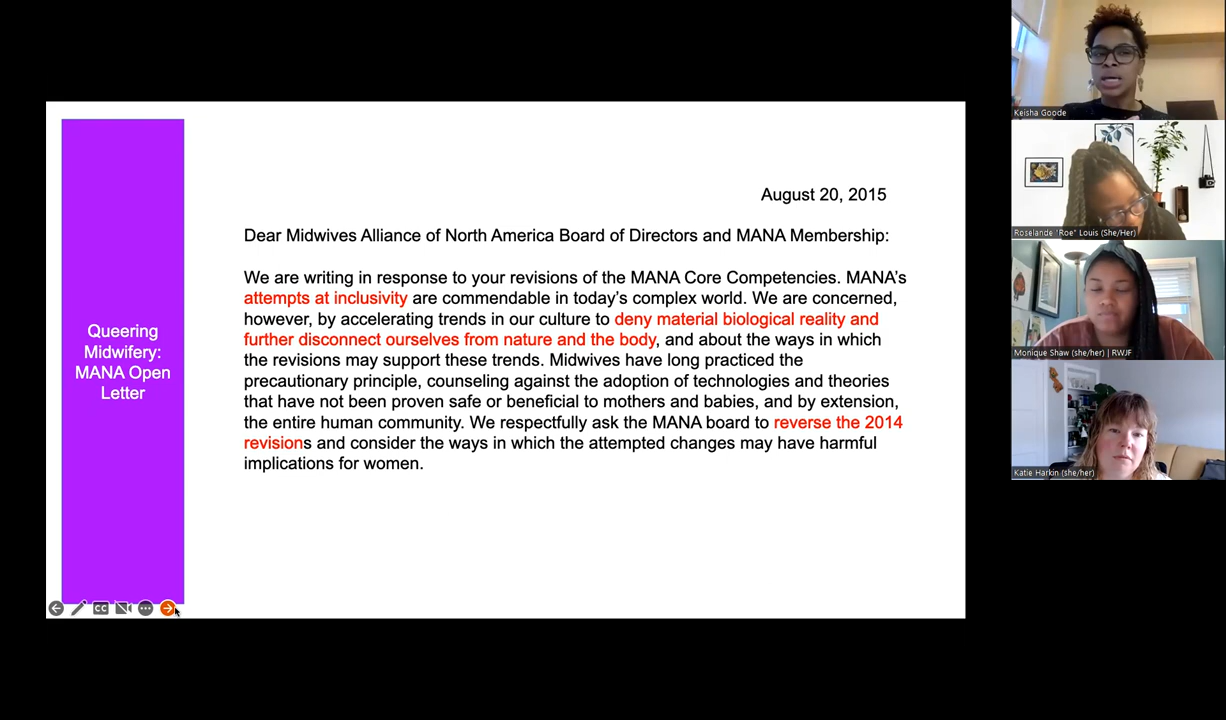 Queering
Midwifery:
MANA Open
Letter
August 20, 2015
Dear Midwives Alliance of North America Board of Directors and MANA Membership:
We are writing in response to your revisions of the MANA Core Competencies. MANA's
attempts at inclusivity are commendable in today's complex world. We are concerned,
however, by accelerating trends in our culture to deny material biological reality and
further disconnect ourselves from nature and the body, and about the ways in which
the revisions may support these trends. Midwives have long practiced the
precautionary principle, counseling against the adoption of technologies and theories
that have not been proven safe or beneficial to mothers and babies, and by extension,
the entire human community. We respectfully ask the MANA board to reverse the 2014
revisions and consider the ways in which the attempted changes may have harmful
implications for women.
CC
Keisha Goode
Roselande "Roe" Louis (She/Her)
Monique Shaw (she/her) | RWJF
Katie Harkin (she/her)